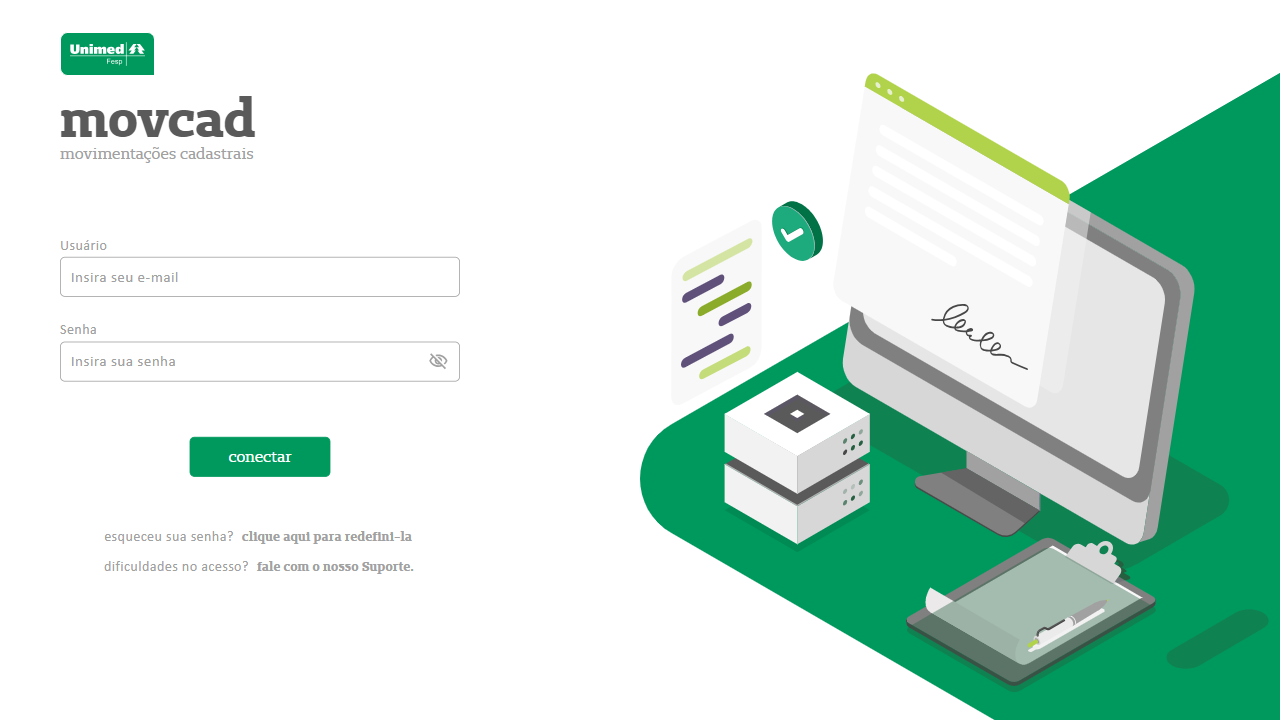 Unimed
Fesp
movcad
movimentações cadastrais
Usuário
Insira seu e-mail
Senha
Insira sua senha
conectar
esqueceu sua senha? clique aqui para redefini-la
dificuldades no acesso? fale com o nosso Suporte.